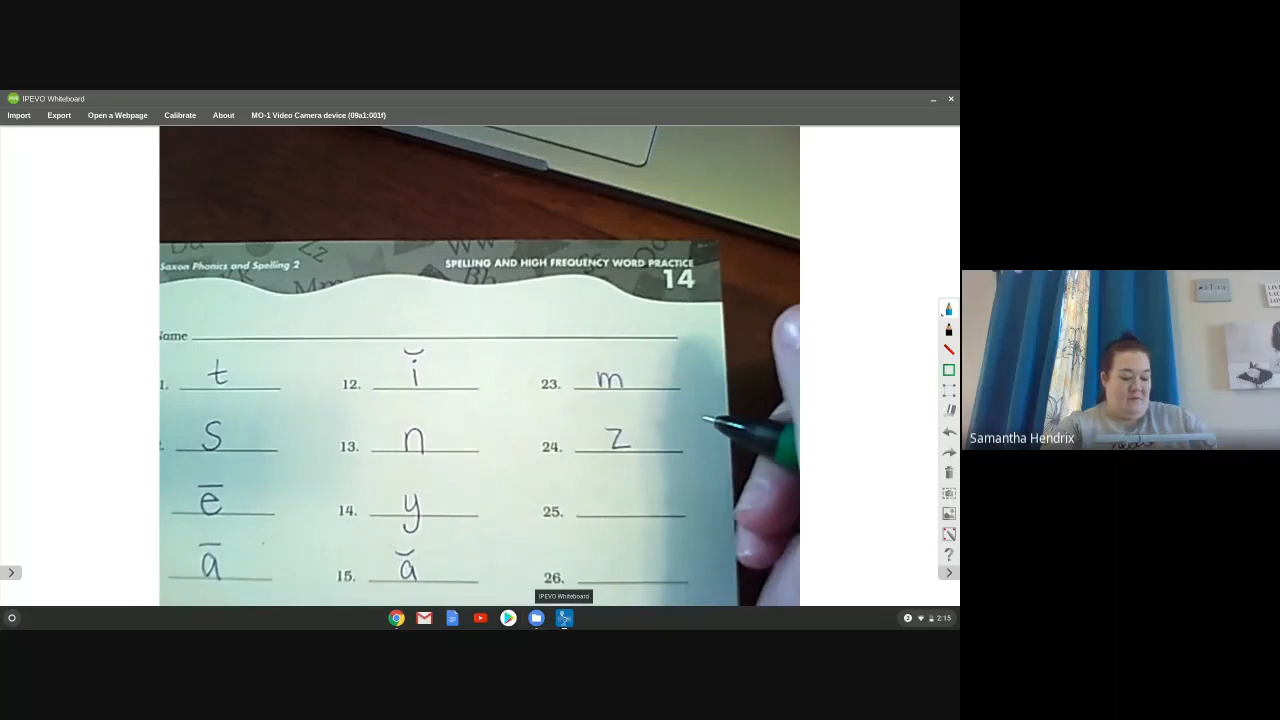 IPEVO Whiteboard
Import Export Open a Webpage Calibrate About MO-1 Video Camera device (09a1:001f)
Saxon Phonics and Spelling 2
SPELLING AND HIGH FREQUENCY WORD PRACTICE
14
Name
1. t 12. ĭ 23. m
s 13. n 24. z
ē 14. y 25.
ā 15. ă 26.
Samantha Hendrix
IPEVO Whiteboard
2:15